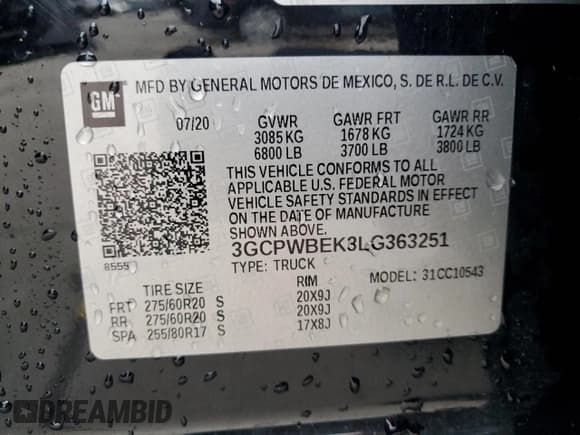 GM
MFD BY GENERAL MOTORS DE MEXICO, S. DE R.L. DE C.V.
07/20 GVWR GAWR FRT GAWR RR
3085 KG 1678 KG 1724 KG
6800 LB 3700 LB 3800 LB
THIS VEHICLE CONFORMS TO ALL
APPLICABLE U.S. FEDERAL MOTOR
VEHICLE SAFETY STANDARDS IN EFFECT
ON THE DATE OF MANUFACTURE
SHOWN ABOVE.
3GCPWBEK3LG363251
8555
TYPE: TRUCK MODEL: 31CC10543
TIRE SIZE RIM
FRT 275/60R20 S 20X9J
RR 275/60R20 S 20X9J
SPA 255/80R17 S 17X8J
DREAMBID